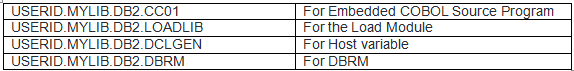 USERID.MYLIB.DB2.CC01 For Embedded COBOL Source Program
USERID.MYLIB.DB2.LOADLIB For the Load Module
USERID.MYLIB.DB2.DCLGEN For Host variable
USERID.MYLIB.DB2.DBRM For DBRM